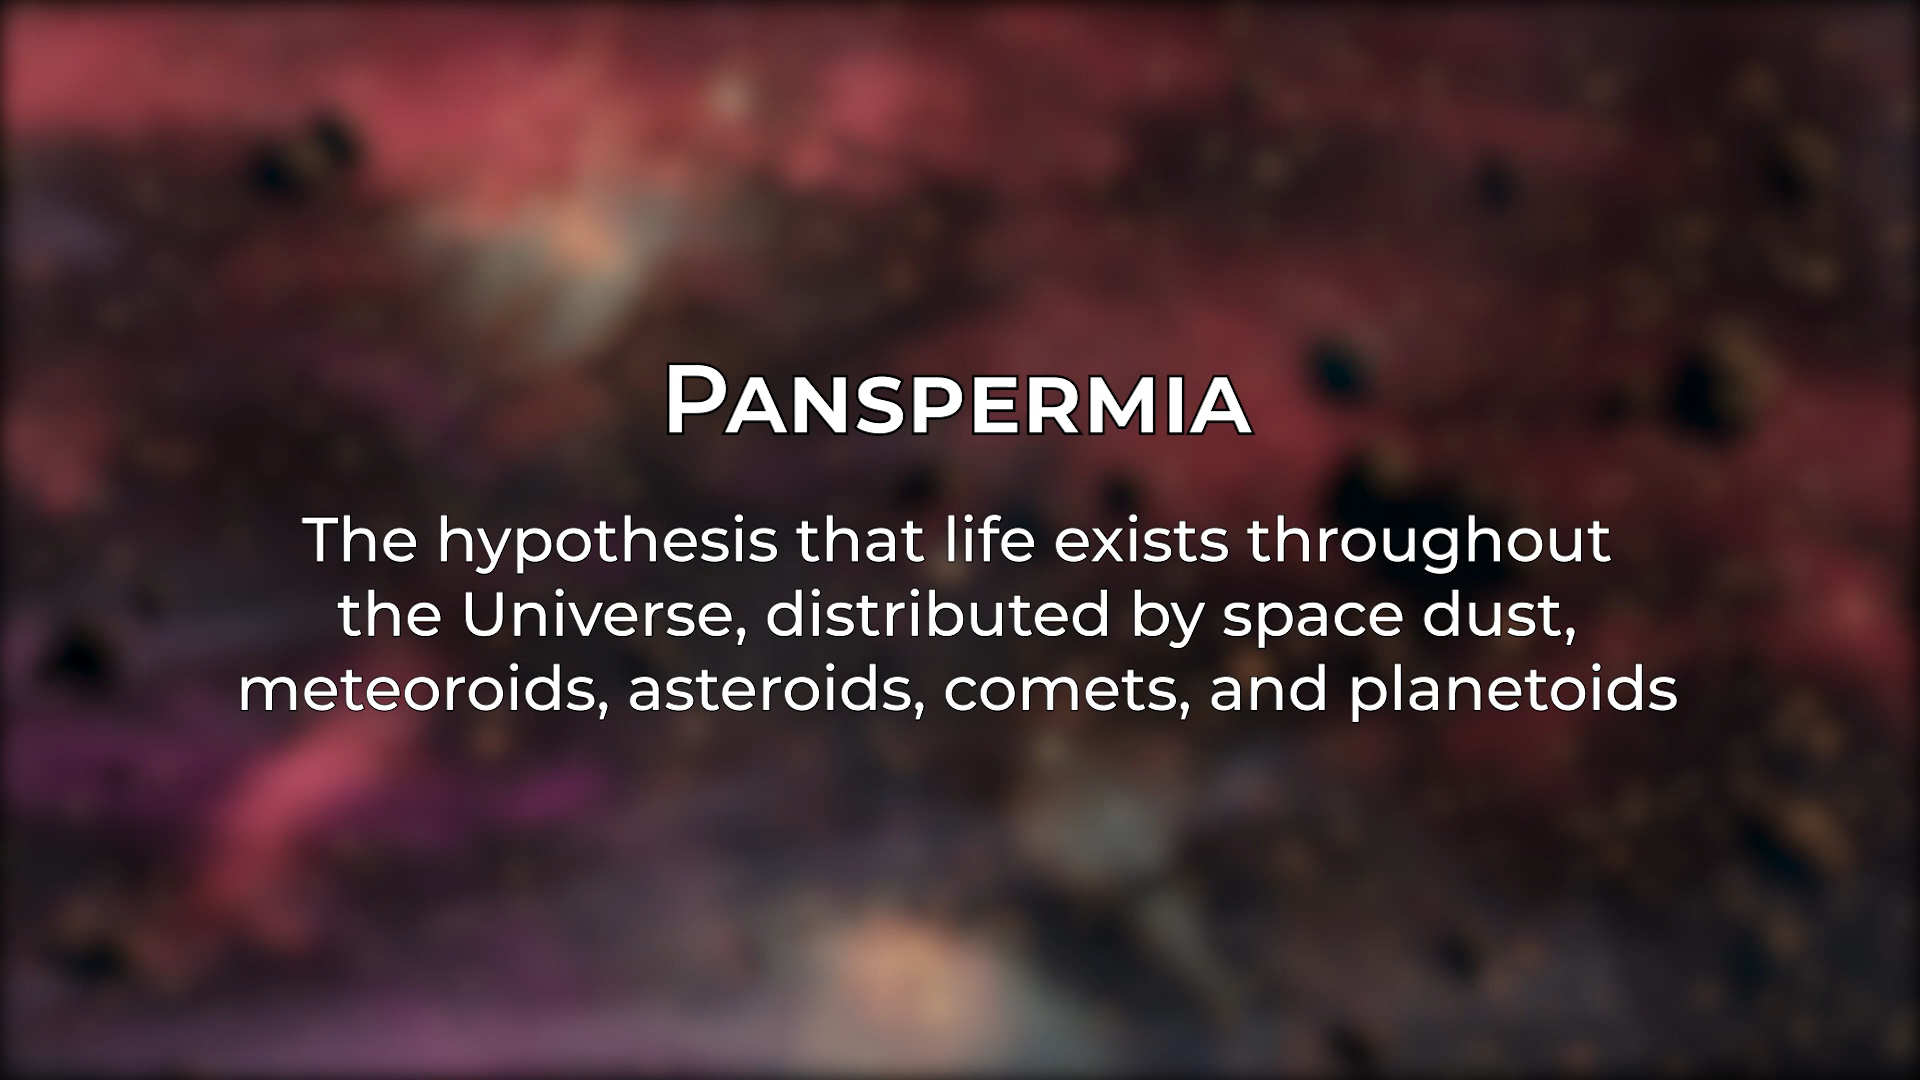 Panspermia
The hypothesis that life exists throughout
the Universe, distributed by space dust,
meteoroids, asteroids, comets, and planetoids